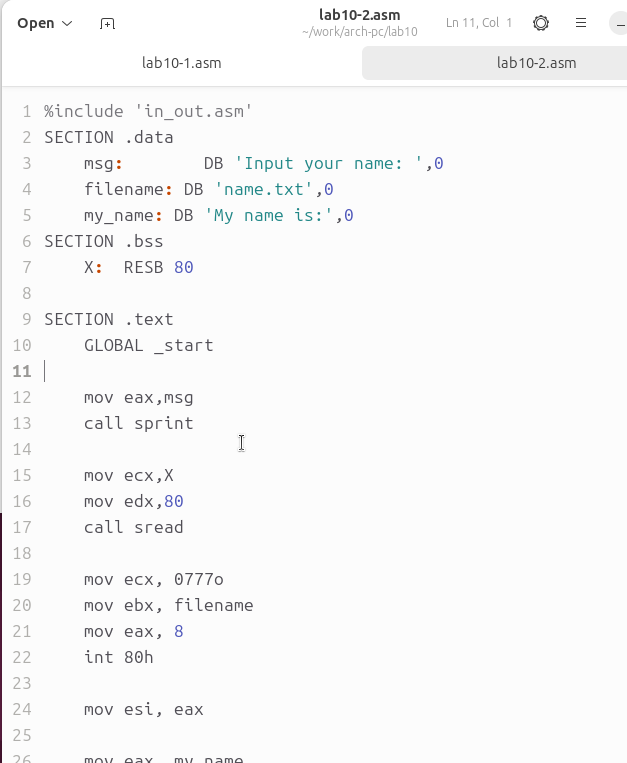 Open
lab10-2.asm
~/work/arch-pc/lab10
Ln 11, Col 1
lab10-1.asm
lab10-2.asm
1 %include 'in_out.asm'
2 SECTION .data
3     msg:        DB 'Input your name: ',0
4     filename: DB 'name.txt',0
5     my_name: DB 'My name is:',0
6 SECTION .bss
7     X:  RESB 80
8
9 SECTION .text
10     GLOBAL _start
11
12     mov eax,msg
13     call sprint
14
15     mov ecx,X
16     mov edx,80
17     call sread
18
19     mov ecx, 0777o
20     mov ebx, filename
21     mov eax, 8
22     int 80h
23
24     mov esi, eax
25
26     mov eax, my_name